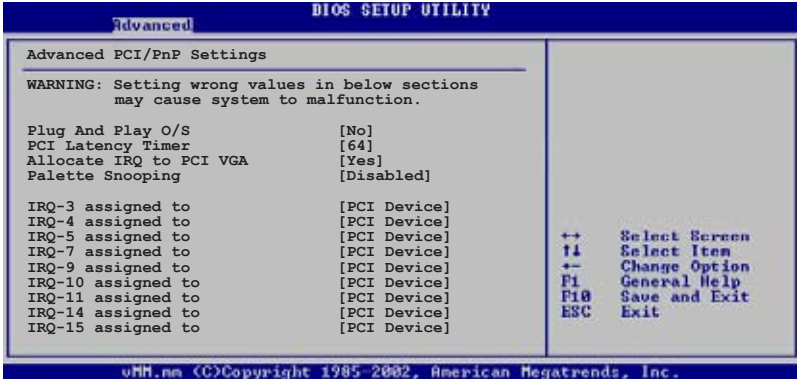 BIOS SETUP UTILITY
Advanced
Advanced PCI/PnP Settings
WARNING: Setting wrong values in below sections
may cause system to malfunction.
Plug And Play O/S [No]
PCI Latency Timer [64]
Allocate IRQ to PCI VGA [Yes]
Palette Snooping [Disabled]
IRQ-3 assigned to [PCI Device]
IRQ-4 assigned to [PCI Device]
IRQ-5 assigned to [PCI Device]
IRQ-7 assigned to [PCI Device]
IRQ-9 assigned to [PCI Device]
IRQ-10 assigned to [PCI Device]
IRQ-11 assigned to [PCI Device]
IRQ-14 assigned to [PCI Device]
IRQ-15 assigned to [PCI Device]
↔ Select Screen
↑↓ Select Item
+- Change Option
F1 General Help
F10 Save and Exit
ESC Exit
vMM.mm (C)Copyright 1985-2002, American Megatrends, Inc.